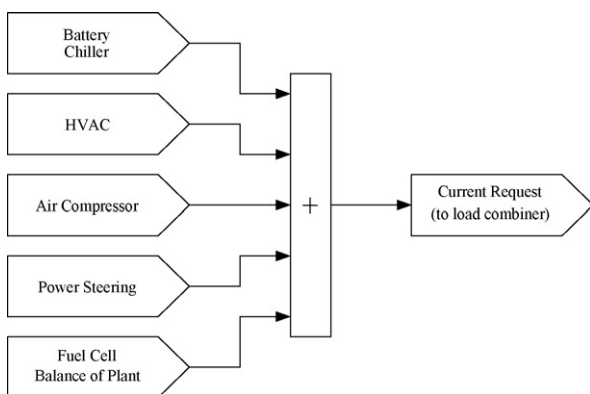 Battery
Chiller
HVAC
Air Compressor
Power Steering
Fuel Cell
Balance of Plant
+
Current Request
(to load combiner)